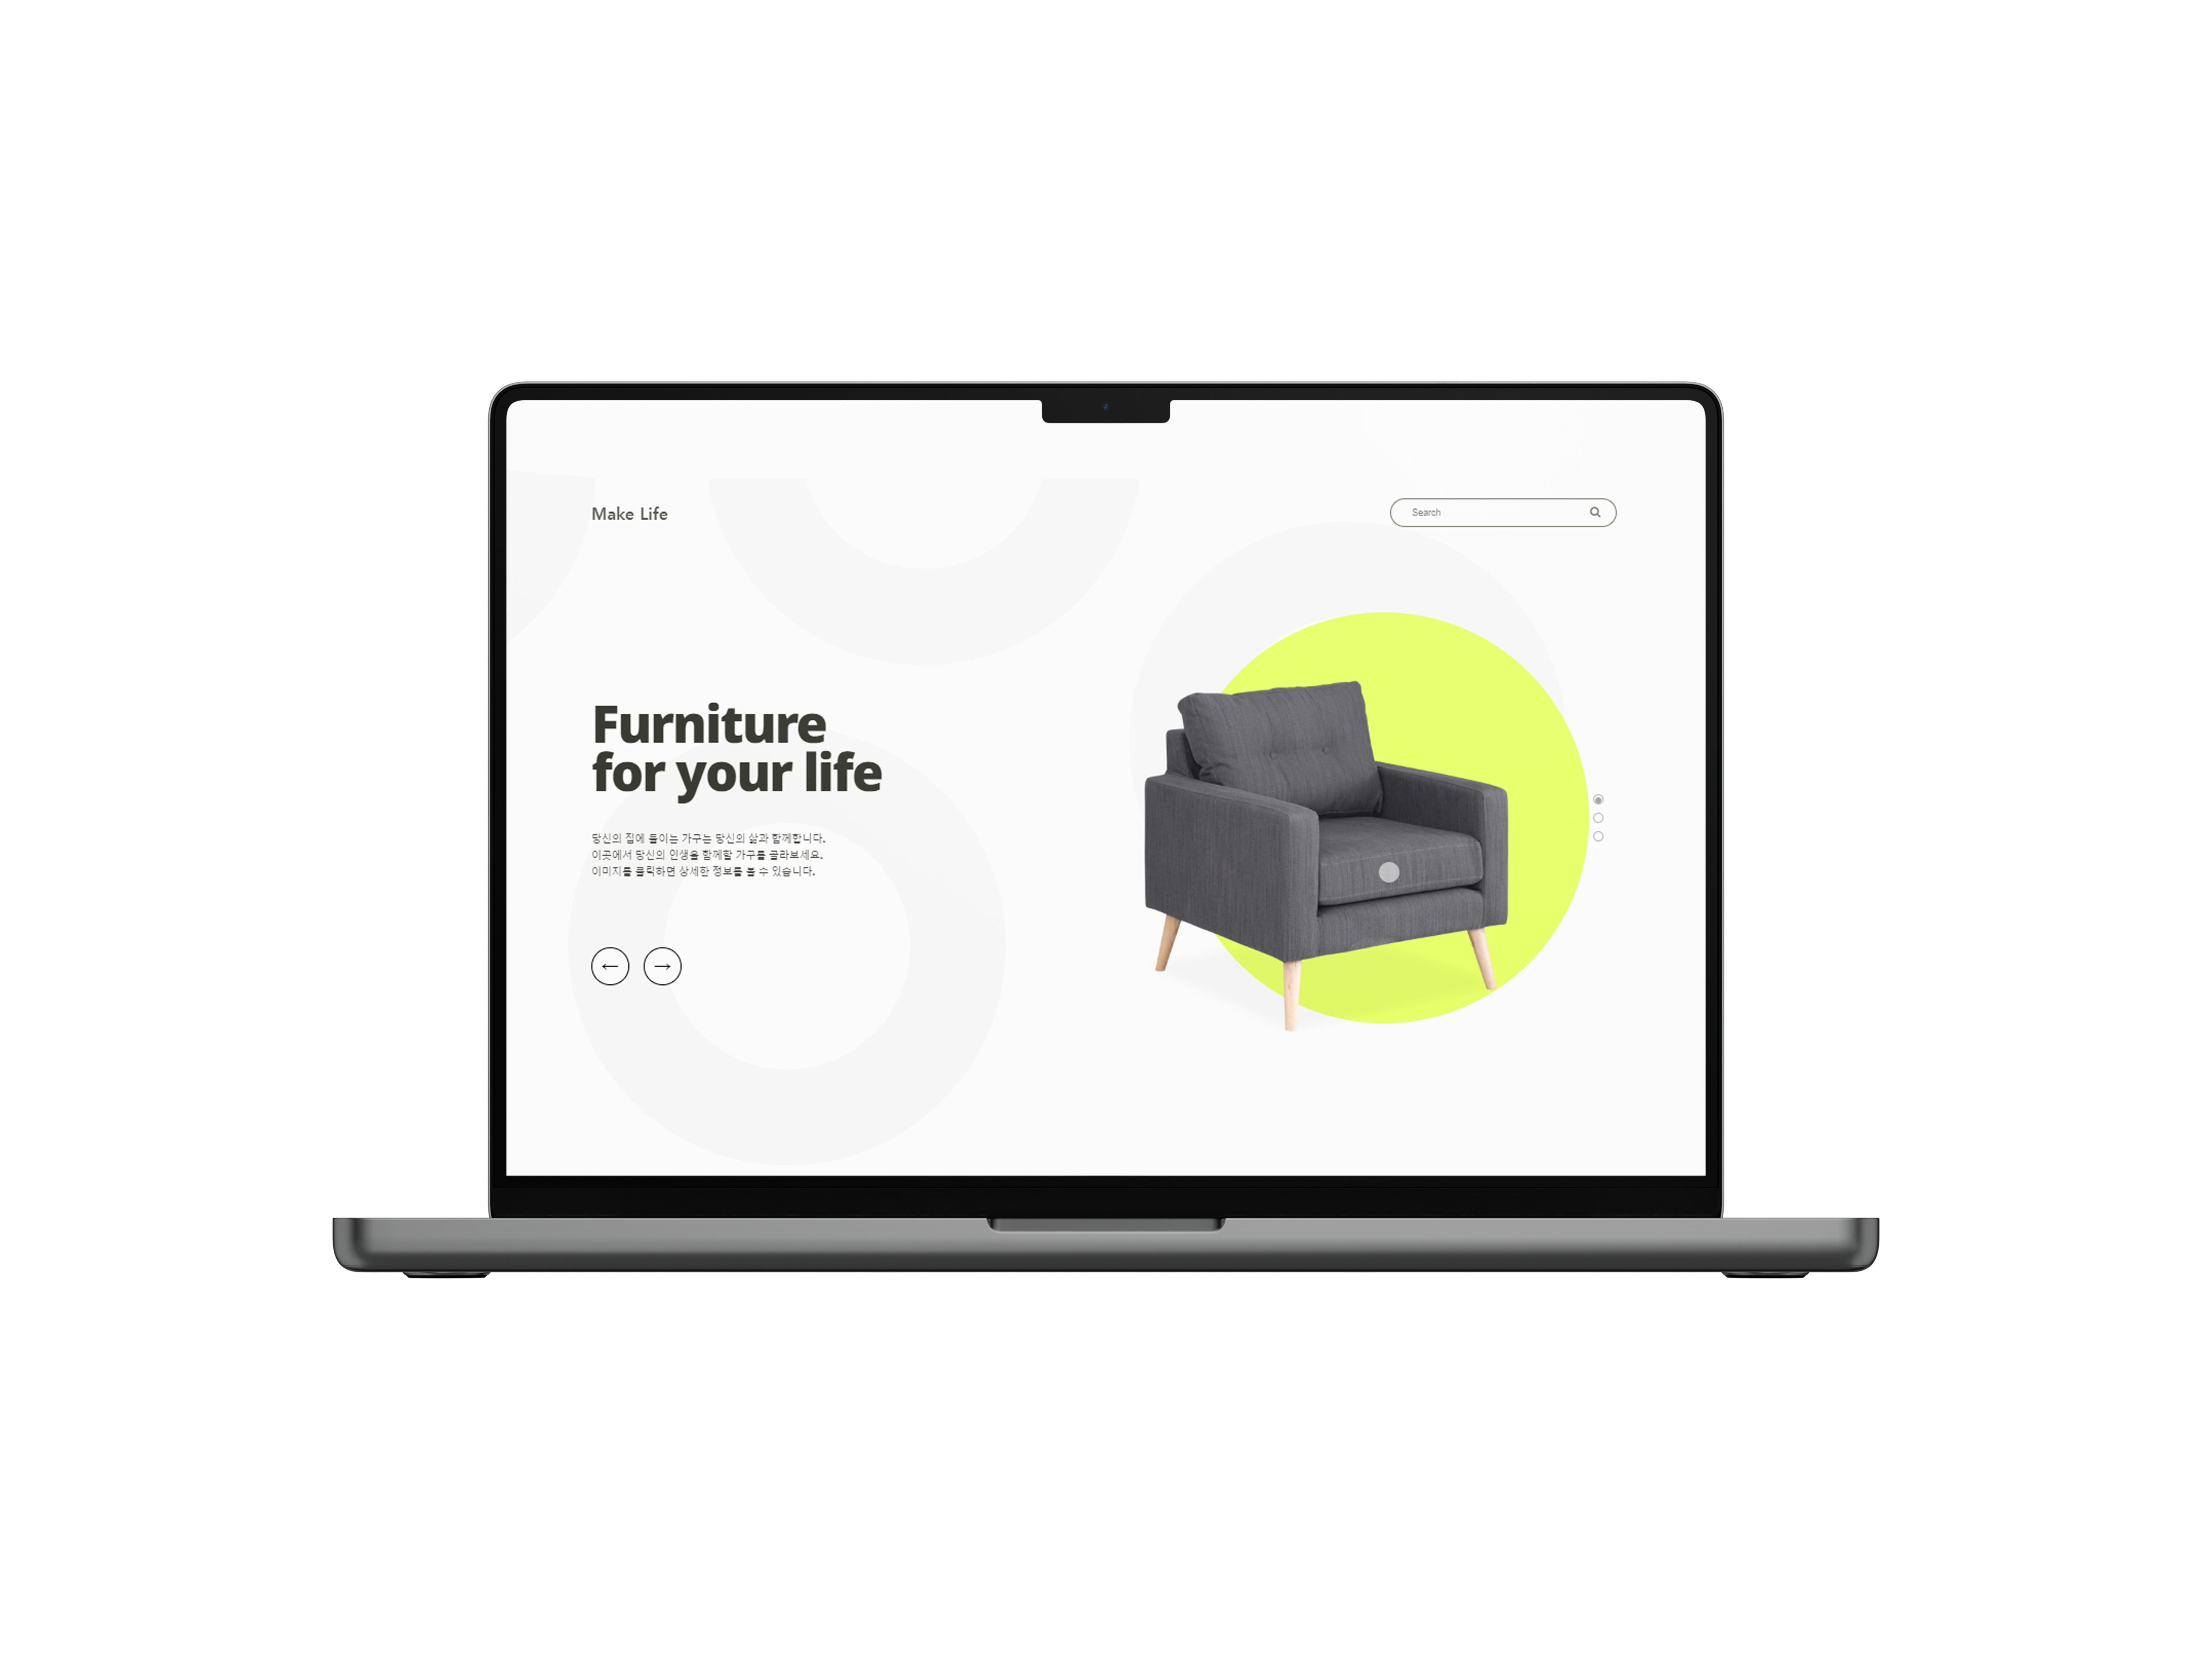 Make Life
Search
Furniture
for your life
당신의 집에 들이는 가구는 당신의 삶과 함께합니다.
이곳에서 당신의 인생을 함께할 가구를 골라보세요.
이미지를 클릭하면 상세한 정보를 볼 수 있습니다.